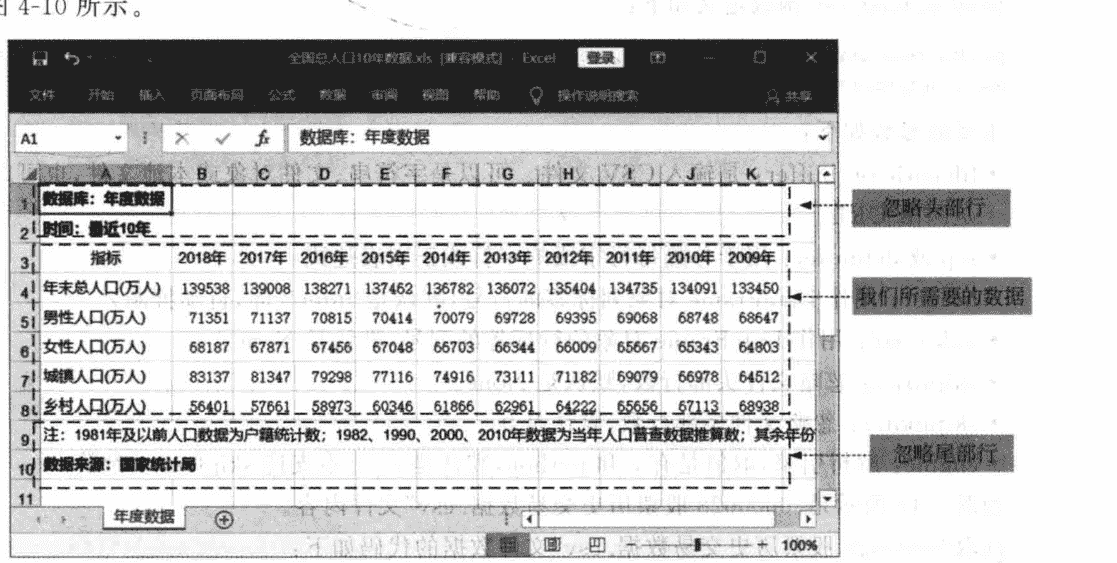 4-10 所示。
全国总人口10年数据.xls [兼容模式] - Excel 登录
文件 开始 插入 页面布局 公式 数据 审阅 视图 帮助 操作说明搜索 共享
A1 fx 数据库：年度数据
A B C D E F G H I J K
1 数据库：年度数据
忽略头部行
2 时间：最近10年
3 指标 2018年 2017年 2016年 2015年 2014年 2013年 2012年 2011年 2010年 2009年
4 年末总人口(万人) 139538 139008 138271 137462 136782 136072 135404 134735 134091 133450
我们所需要的数据
5 男性人口(万人) 71351 71137 70815 70414 70079 69728 69395 69068 68748 68647
6 女性人口(万人) 68187 67871 67456 67048 66703 66344 66009 65667 65343 64803
7 城镇人口(万人) 83137 81347 79298 77116 74916 73111 71182 69079 66978 64512
8 乡村人口(万人) 56401 57661 58973 60346 61866 62961 64222 65656 67113 68938
9 注：1981年及以前人口数据为户籍统计数；1982、1990、2000、2010年数据为当年人口普查数据推算数；其余年份
忽略尾部行
10 数据来源：国家统计局
11
年度数据
100%